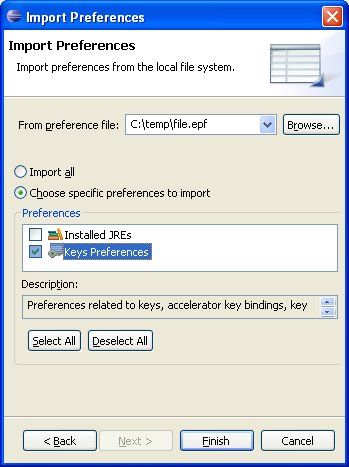 Import Preferences
Import Preferences
Import preferences from the local file system.
From preference file: C:\temp\file.epf Browse...
Import all
Choose specific preferences to import
Preferences
Installed JREs
Keys Preferences
Description:
Preferences related to keys, accelerator key bindings, key
Select All Deselect All
< Back Next > Finish Cancel